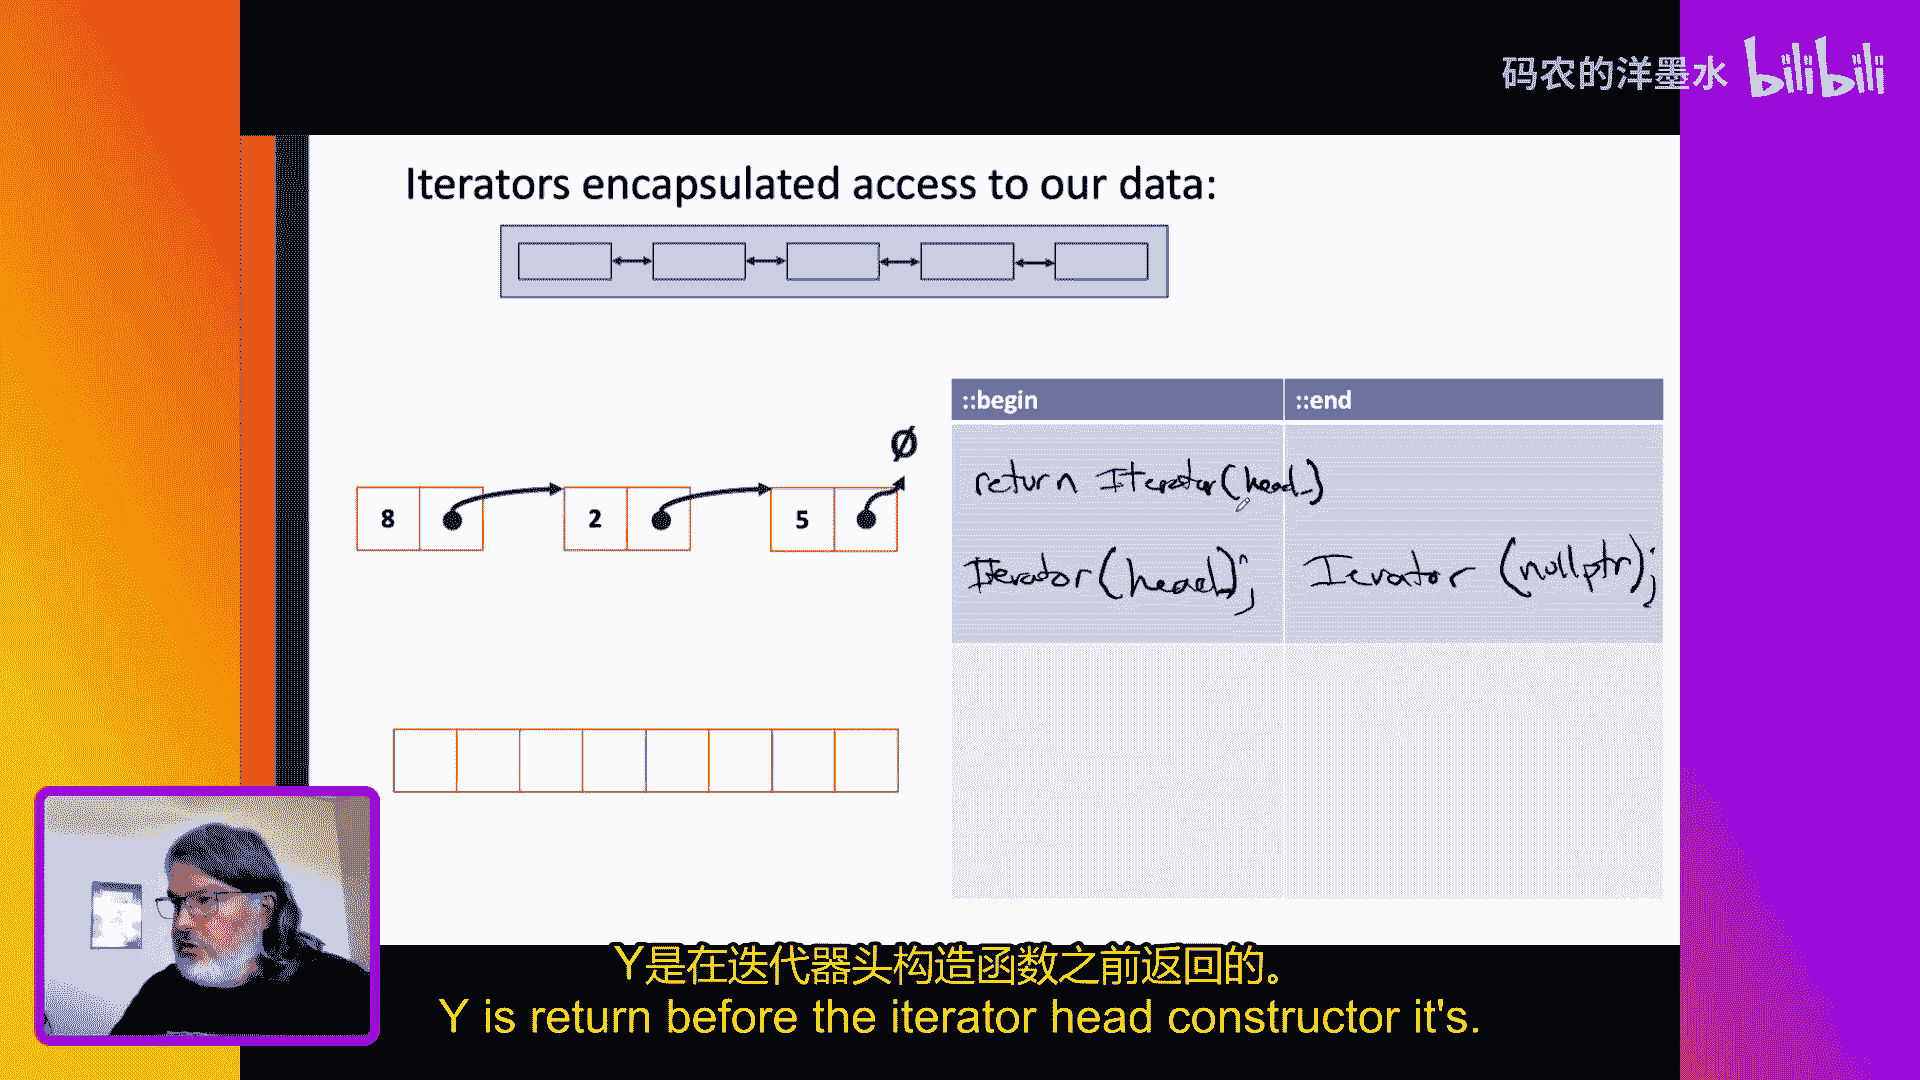 码农的洋墨水 bilibili
Iterators encapsulated access to our data:
::begin ::end
Ø
return Iterator(head_)
8 2 5
Iterator(head_); Iterator (nullptr);
Y是在迭代器头构造函数之前返回的。
Y is return before the iterator head constructor it's.